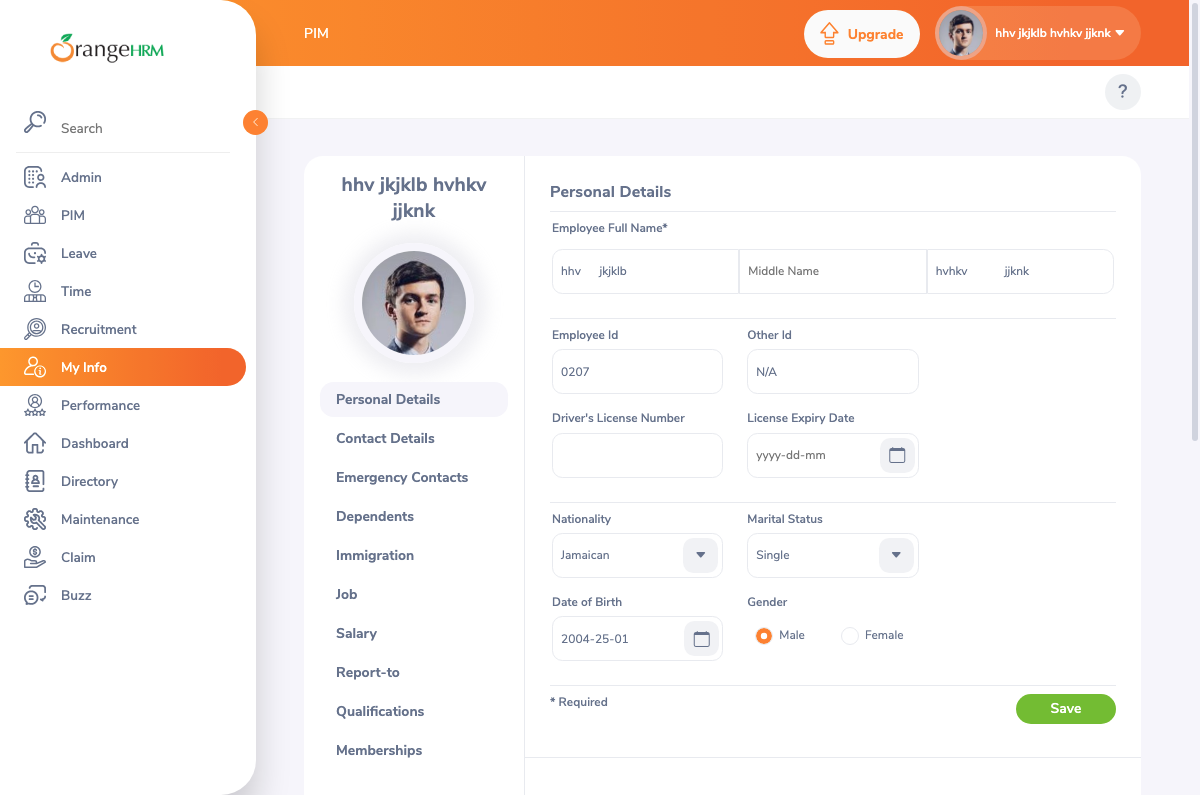 OrangeHRM
PIM
Upgrade
hhv jkjklb hvhkv jjknk
?
Search
Admin
PIM
Leave
Time
Recruitment
My Info
Performance
Dashboard
Directory
Maintenance
Claim
Buzz
hhv jkjklb hvhkv
jjknk
Personal Details
Contact Details
Emergency Contacts
Dependents
Immigration
Job
Salary
Report-to
Qualifications
Memberships
Personal Details
Employee Full Name*
hhv jkjklb Middle Name hvhkv jjknk
Employee Id Other Id
0207 N/A
Driver's License Number License Expiry Date
yyyy-dd-mm
Nationality Marital Status
Jamaican Single
Date of Birth Gender
2004-25-01 Male Female
* Required
Save